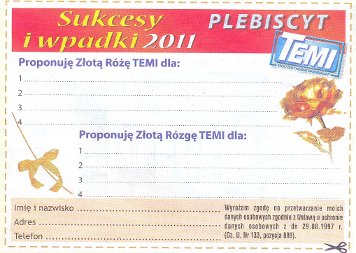 Sukcesy
i wpadki 2011
PLEBISCYT
TEMI
Proponuję Złotą Różę TEMI dla:
1
2
3
4
Proponuję Złotą Rózgę TEMI dla:
1
2
3
4
Imię i nazwisko
Adres
Telefon
Wyrażam zgodę na przetwarzanie moich
danych osobowych zgodnie z Ustawą o ochronie
danych osobowych z do 29.08.1997 r.
(Dz. U. Nr 133, pozycja 883).